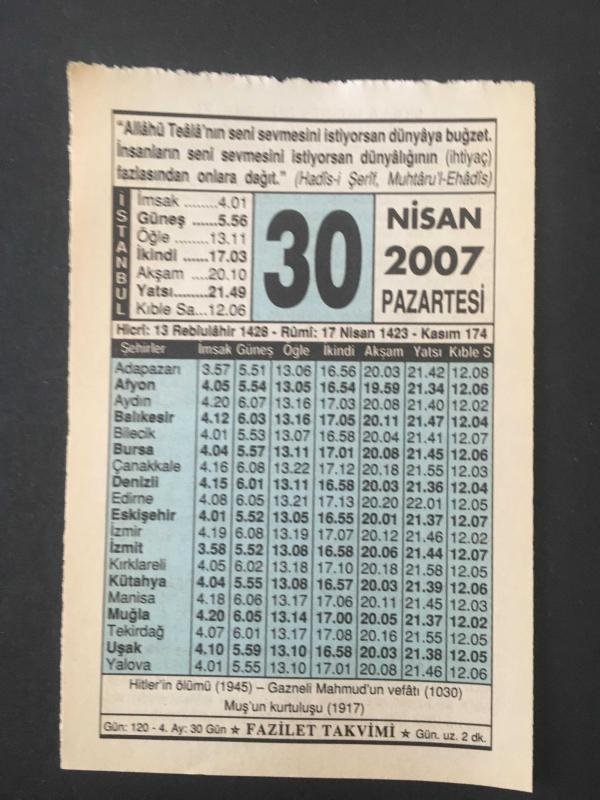 "Allâhü Teâlâ'nın seni sevmesini istiyorsan dünyâya buğzet.
İnsanların seni sevmesini istiyorsan dünyâlığının (ihtiyaç)
fazlasından onlara dağıt." (Hadîs-i Şerîf, Muhtâru'l-Ehâdîs)
İSTANBUL
İmsak ........4.01
Güneş ......5.56
Öğle ........13.11
İkindi ......17.03
Akşam ....20.10
Yatsı........21.49
Kıble Sa...12.06
30
NİSAN
2007
PAZARTESİ
Hicrî: 13 Rebîulâhir 1428 - Rûmî: 17 Nisan 1423 - Kasım 174
Şehirler İmsak Güneş Öğle İkindi Akşam Yatsı Kıble S
Adapazarı 3.57 5.51 13.06 16.56 20.03 21.42 12.08
Afyon 4.05 5.54 13.05 16.54 19.59 21.34 12.06
Aydın 4.20 6.07 13.16 17.03 20.08 21.40 12.02
Balıkesir 4.12 6.03 13.16 17.05 20.11 21.47 12.04
Bilecik 4.01 5.53 13.07 16.58 20.04 21.41 12.07
Bursa 4.04 5.57 13.11 17.01 20.08 21.45 12.06
Çanakkale 4.16 6.08 13.22 17.12 20.18 21.55 12.03
Denizli 4.15 6.01 13.11 16.58 20.03 21.36 12.04
Edirne 4.08 6.05 13.21 17.13 20.20 22.01 12.05
Eskişehir 4.01 5.52 13.05 16.55 20.01 21.37 12.07
İzmir 4.19 6.08 13.19 17.07 20.12 21.46 12.02
İzmit 3.58 5.52 13.08 16.58 20.06 21.44 12.07
Kırklareli 4.05 6.02 13.18 17.10 20.18 21.58 12.05
Kütahya 4.04 5.55 13.08 16.57 20.03 21.39 12.06
Manisa 4.18 6.06 13.17 17.06 20.11 21.45 12.03
Muğla 4.20 6.05 13.14 17.00 20.05 21.37 12.02
Tekirdağ 4.07 6.01 13.17 17.08 20.16 21.55 12.05
Uşak 4.10 5.59 13.10 16.58 20.03 21.38 12.05
Yalova 4.01 5.55 13.10 17.01 20.08 21.46 12.06
Hitler'in ölümü (1945) – Gazneli Mahmud'un vefâtı (1030)
Muş'un kurtuluşu (1917)
Gün: 120 - 4. Ay: 30 Gün ★ FAZİLET TAKVİMİ ★ Gün. uz. 2 dk.